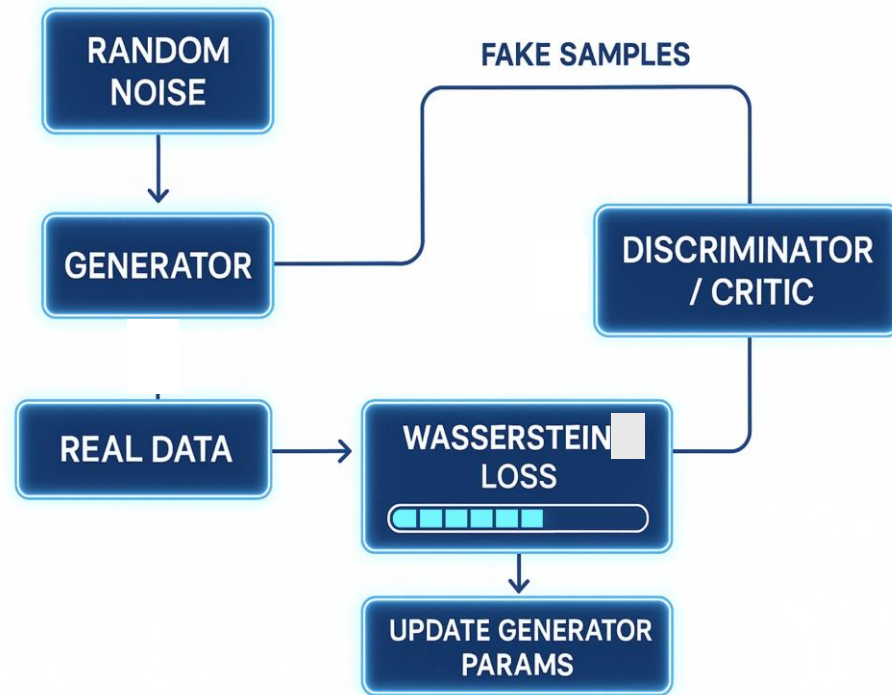 RANDOM
NOISE
FAKE SAMPLES
GENERATOR
DISCRIMINATOR
/ CRITIC
REAL DATA
WASSERSTEIN
LOSS
UPDATE GENERATOR
PARAMS